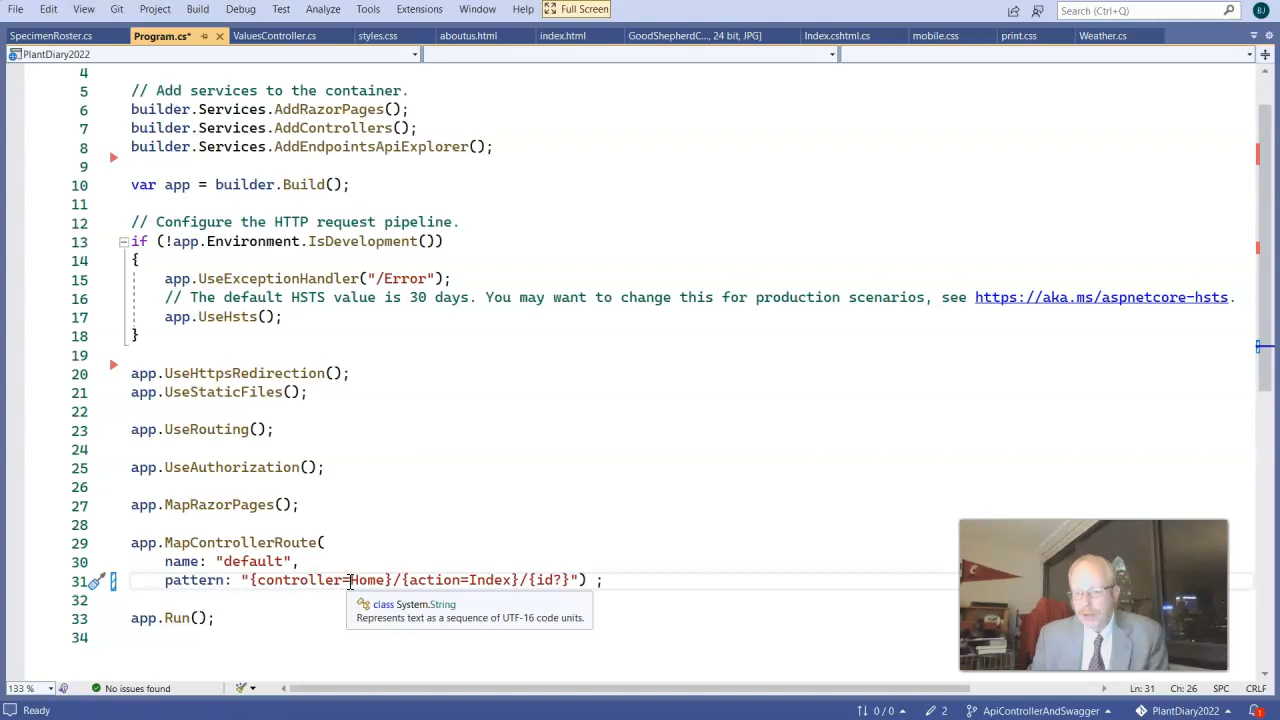 File Edit View Git Project Build Debug Test Analyze Tools Extensions Window Help Full Screen Search (Ctrl+Q) BJ
SpecimenRoster.cs Program.cs* ValuesController.cs styles.css aboutus.html index.html GoodShepherdC..., 24 bit, JPG] Index.cshtml.cs mobile.css print.css Weather.cs
PlantDiary2022
4
5 // Add services to the container.
6 builder.Services.AddRazorPages();
7 builder.Services.AddControllers();
8 builder.Services.AddEndpointsApiExplorer();
9
10 var app = builder.Build();
11
12 // Configure the HTTP request pipeline.
13 if (!app.Environment.IsDevelopment())
14 {
15 app.UseExceptionHandler("/Error");
16 // The default HSTS value is 30 days. You may want to change this for production scenarios, see https://aka.ms/aspnetcore-hsts.
17 app.UseHsts();
18 }
19
20 app.UseHttpsRedirection();
21 app.UseStaticFiles();
22
23 app.UseRouting();
24
25 app.UseAuthorization();
26
27 app.MapRazorPages();
28
29 app.MapControllerRoute(
30 name: "default",
31 pattern: "{controller=Home}/{action=Index}/{id?}") ;
class System.String
Represents text as a sequence of UTF-16 code units.
32
33 app.Run();
34
133 % No issues found Ln: 31 Ch: 26 SPC CRLF
Ready 0 / 0 2 ApiControllerAndSwagger PlantDiary2022 1